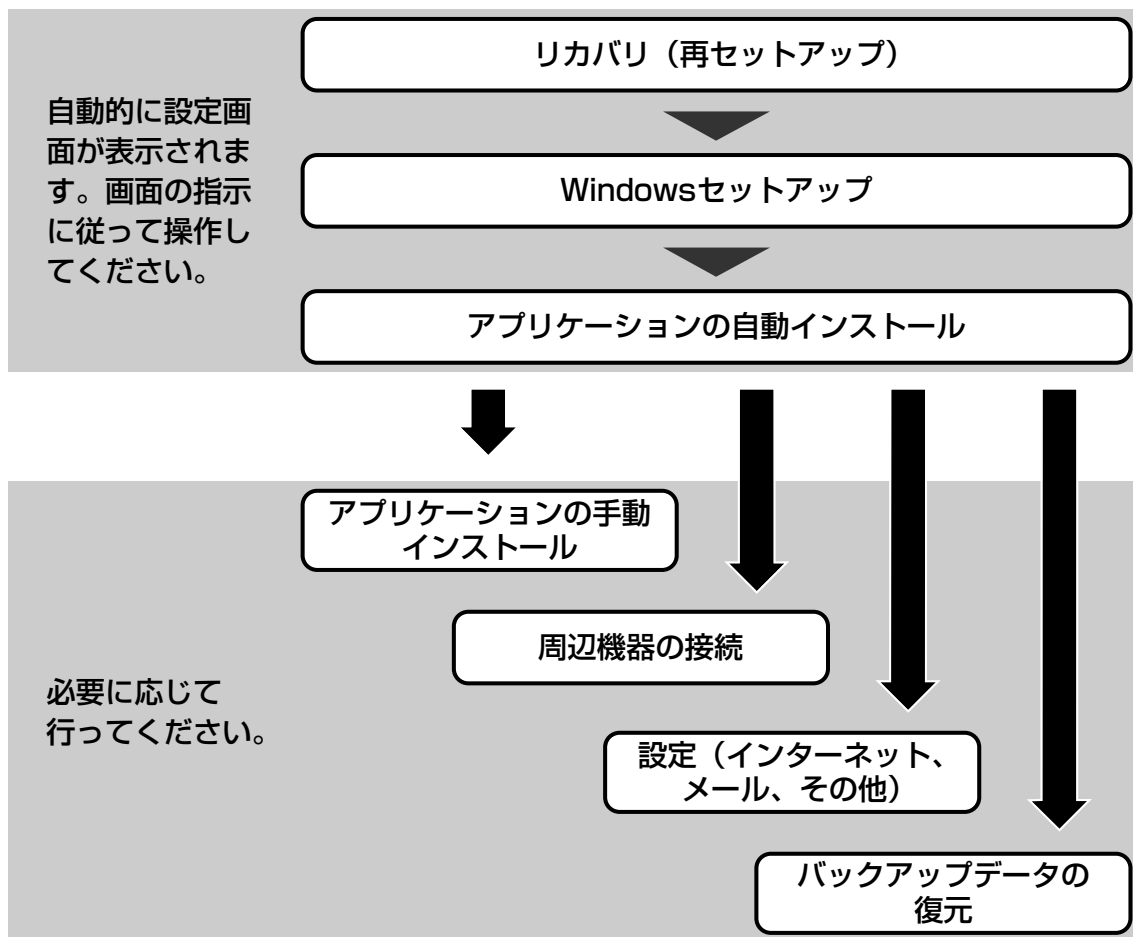 リカバリ（再セットアップ）
自動的に設定画
面が表示されま
す。画面の指示
に従って操作し
てください。
Windowsセットアップ
アプリケーションの自動インストール
アプリケーションの手動
インストール
周辺機器の接続
必要に応じて
行ってください。
設定（インターネット、
メール、その他）
バックアップデータの
復元